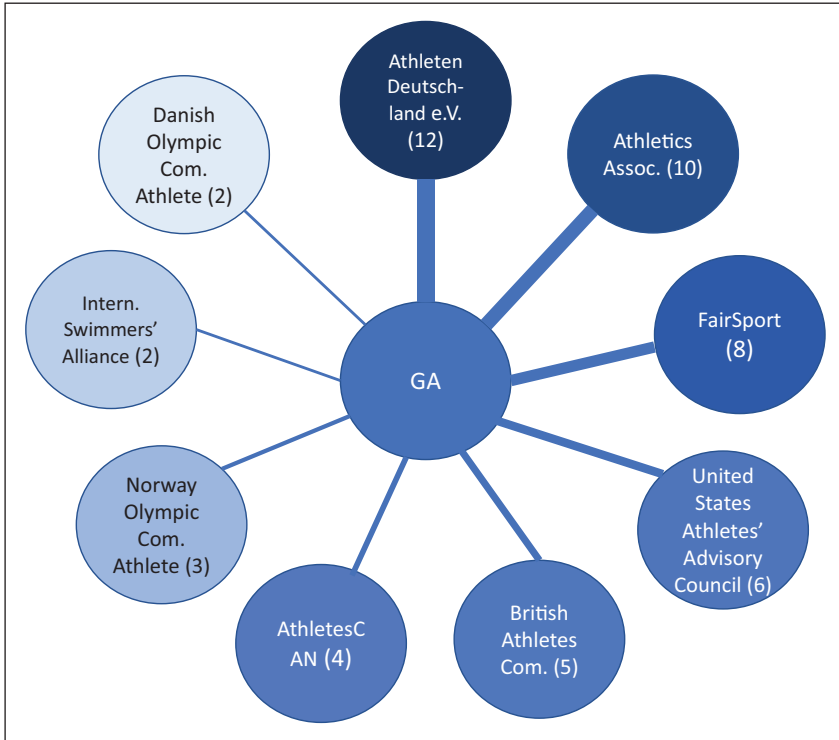 Athleten
Deutsch-
land e.V.
(12)
Athletics
Assoc. (10)
FairSport
(8)
United
States
Athletes’
Advisory
Council (6)
British
Athletes
Com. (5)
AthletesC
AN (4)
Norway
Olympic
Com.
Athlete (3)
Intern.
Swimmers’
Alliance (2)
Danish
Olympic
Com.
Athlete (2)
GA